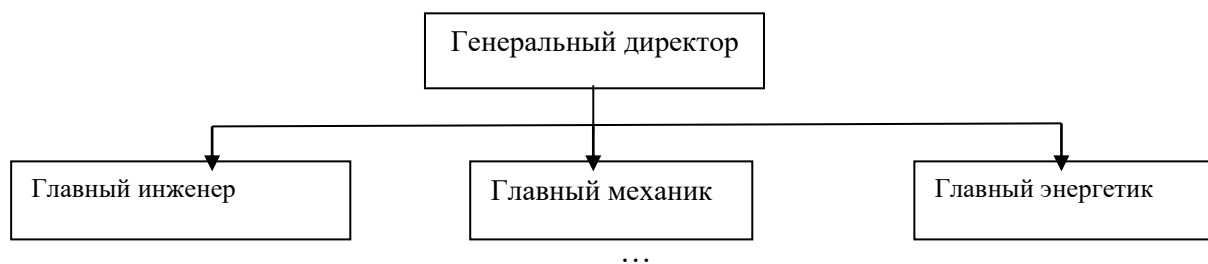 Генеральный директор
Главный инженер
Главный механик
Главный энергетик
…